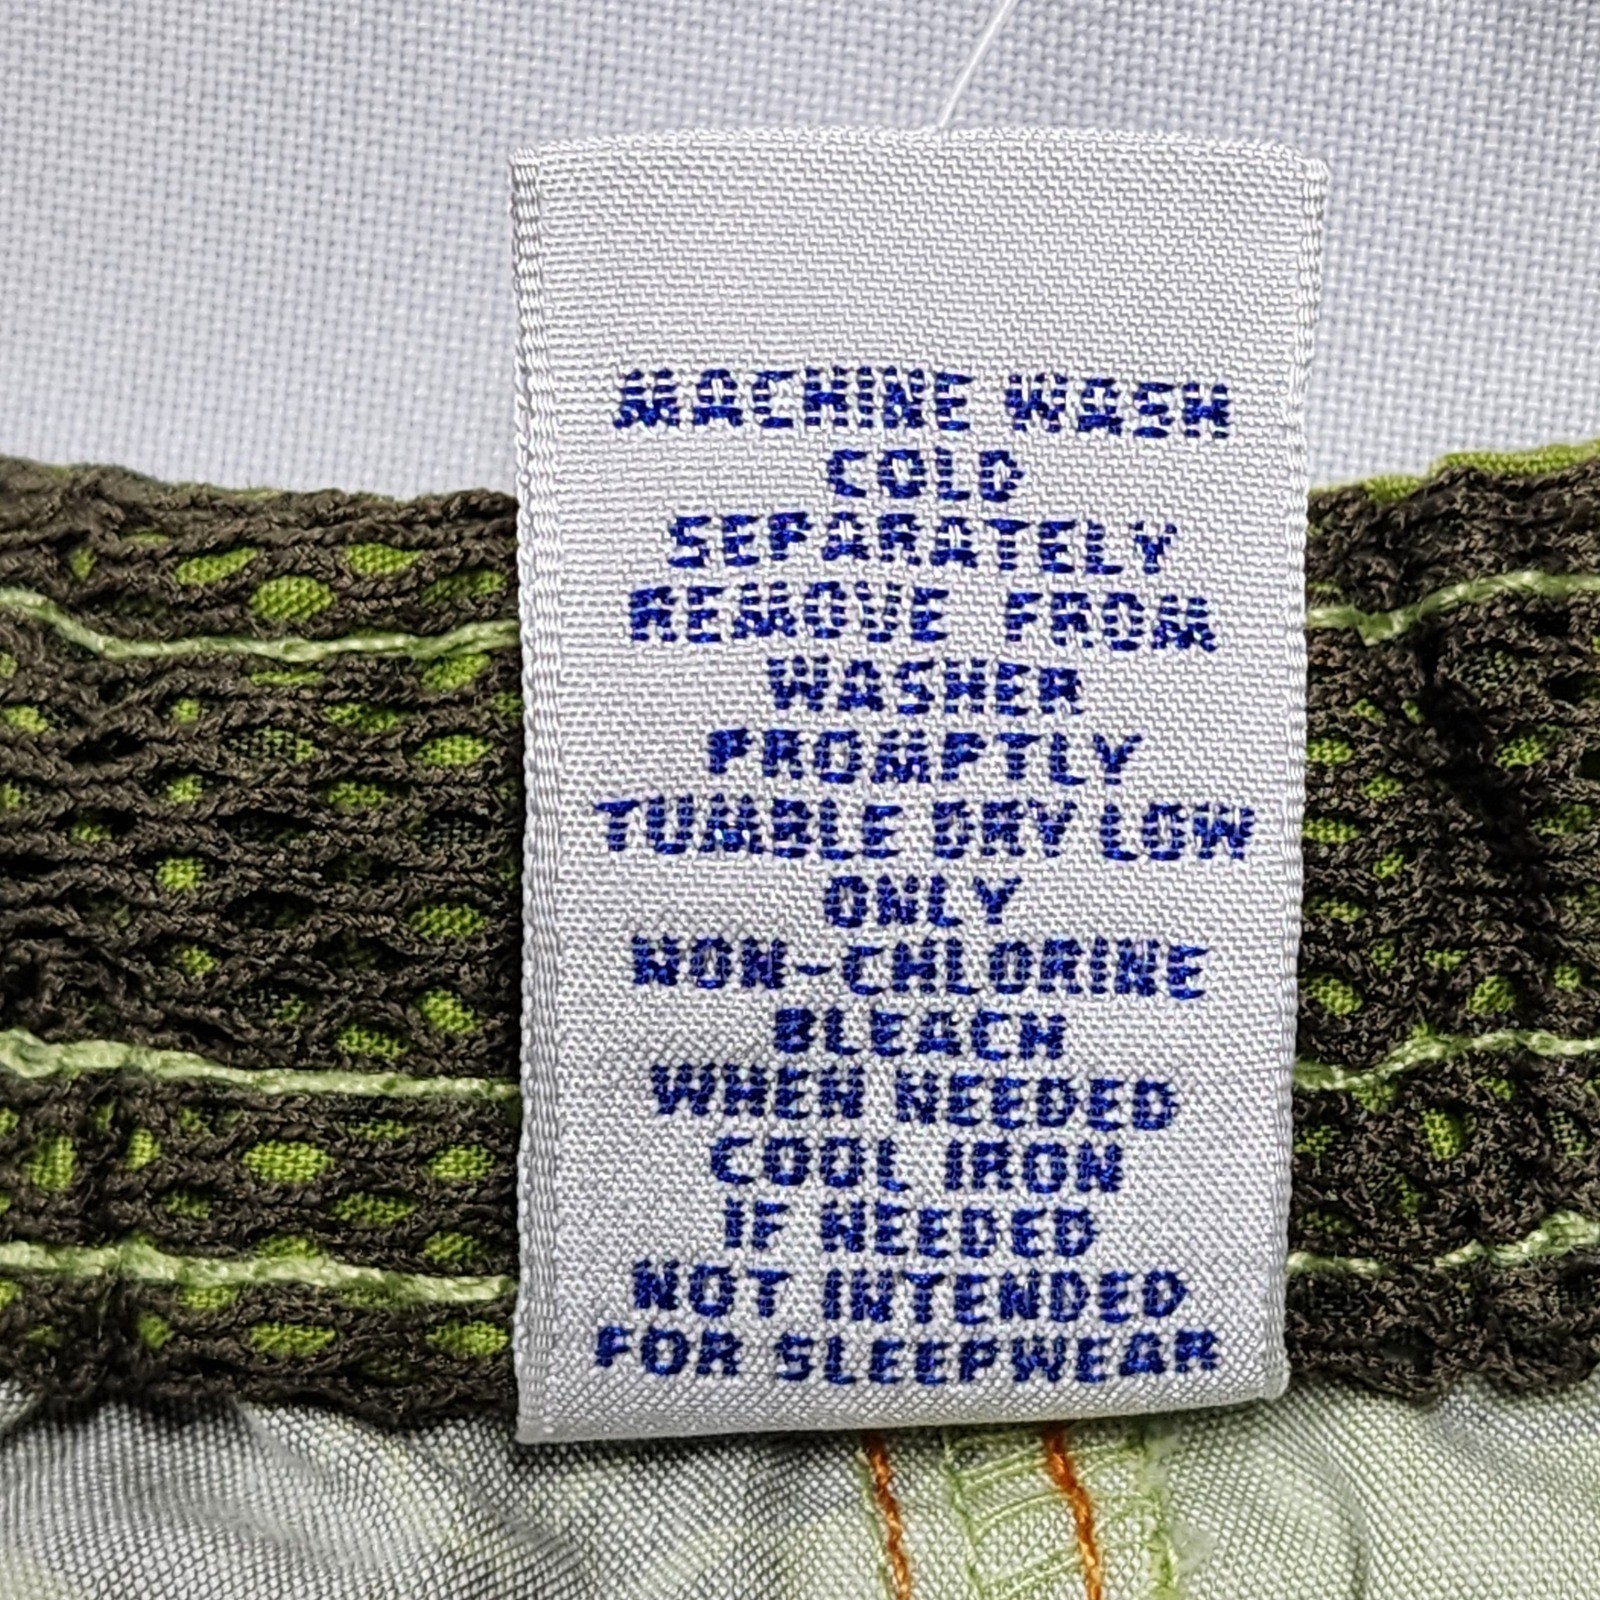 MACHINE WASH
COLD
SEPARATELY
REMOVE FROM
WASHER
PROMPTLY
TUMBLE DRY LOW
ONLY
NON-CHLORINE
BLEACH
WHEN NEEDED
COOL IRON
IF NEEDED
NOT INTENDED
FOR SLEEPWEAR